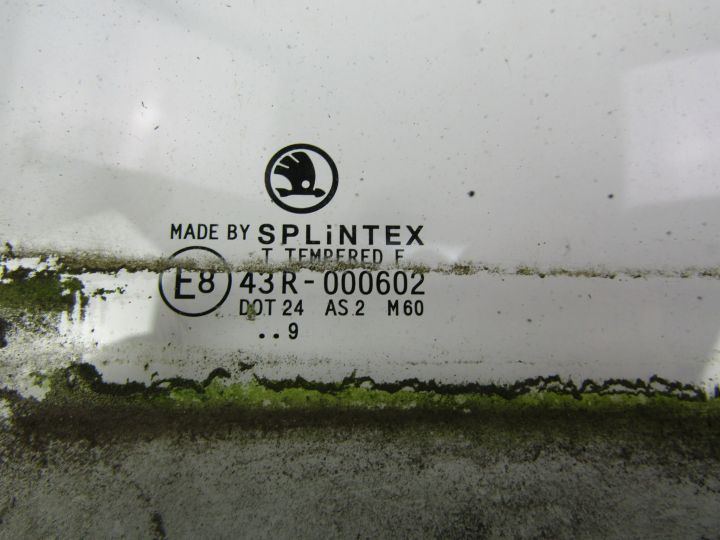 MADE BY SPLiNTEX
T TEMPERED F
E8 43R-000602
DOT 24 AS 2 M60
..9